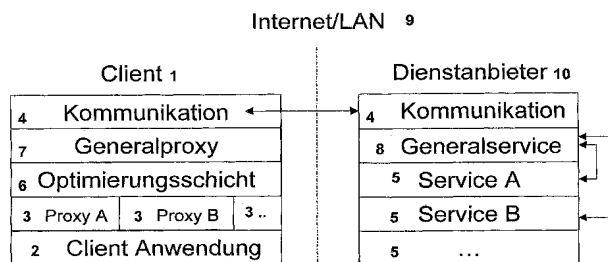 Internet/LAN 9
Client 1
4 Kommunikation
7 Generalproxy
6 Optimierungsschicht
3 Proxy A 3 Proxy B 3 ..
2 Client Anwendung
Dienstanbieter 10
4 Kommunikation
8 Generalservice
5 Service A
5 Service B
5 ...